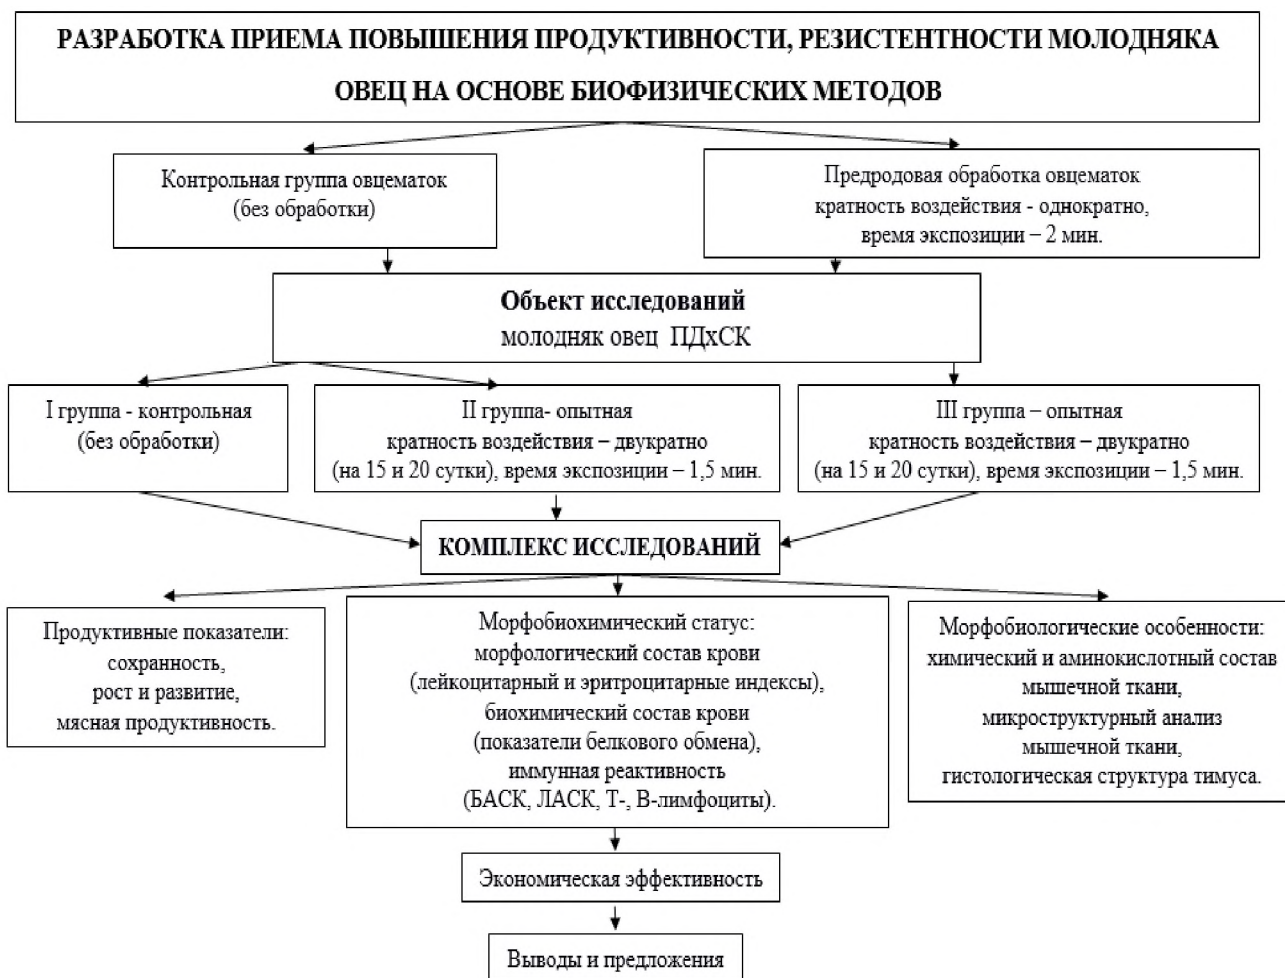 РАЗРАБОТКА ПРИЕМА ПОВЫШЕНИЯ ПРОДУКТИВНОСТИ, РЕЗИСТЕНТНОСТИ МОЛОДНЯКА
ОВЕЦ НА ОСНОВЕ БИОФИЗИЧЕСКИХ МЕТОДОВ
Контрольная группа овцематок
(без обработки)
Предродовая обработка овцематок
кратность воздействия - однократно,
время экспозиции – 2 мин.
Объект исследований
молодняк овец ПДхСК
I группа - контрольная
(без обработки)
II группа- опытная
кратность воздействия – двукратно
(на 15 и 20 сутки), время экспозиции – 1,5 мин.
III группа – опытная
кратность воздействия – двукратно
(на 15 и 20 сутки), время экспозиции – 1,5 мин.
КОМПЛЕКС ИССЛЕДОВАНИЙ
Продуктивные показатели:
сохранность,
рост и развитие,
мясная продуктивность.
Морфобиохимический статус:
морфологический состав крови
(лейкоцитарный и эритроцитарные индексы),
биохимический состав крови
(показатели белкового обмена),
иммунная реактивность
(БАСК, ЛАСК, Т-, В-лимфоциты).
Морфобиологические особенности:
химический и аминокислотный состав
мышечной ткани,
микроструктурный анализ
мышечной ткани,
гистологическая структура тимуса.
Экономическая эффективность
Выводы и предложения